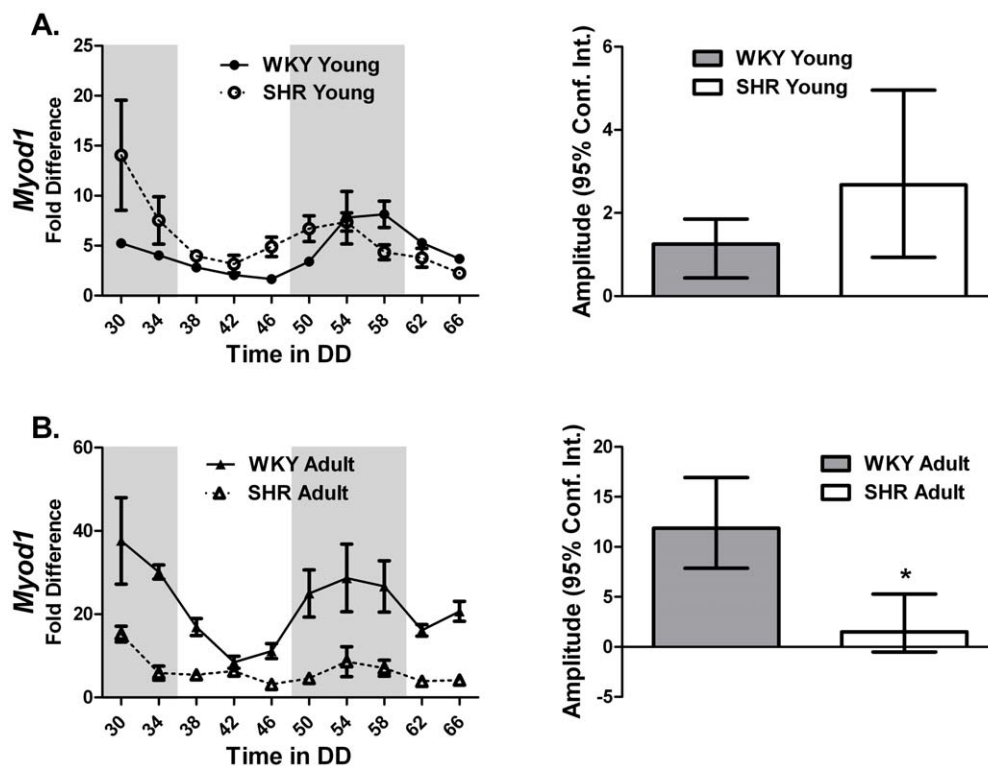 A.
Myod1
Fold Difference
25
20
15
10
5
0
WKY Young
SHR Young
30 34 38 42 46 50 54 58 62 66
Time in DD
Amplitude (95% Conf. Int.)
6
4
2
0
WKY Young
SHR Young
B.
Myod1
Fold Difference
60
40
20
0
WKY Adult
SHR Adult
30 34 38 42 46 50 54 58 62 66
Time in DD
Amplitude (95% Conf. Int.)
20
15
10
5
0
-5
WKY Adult
SHR Adult
*